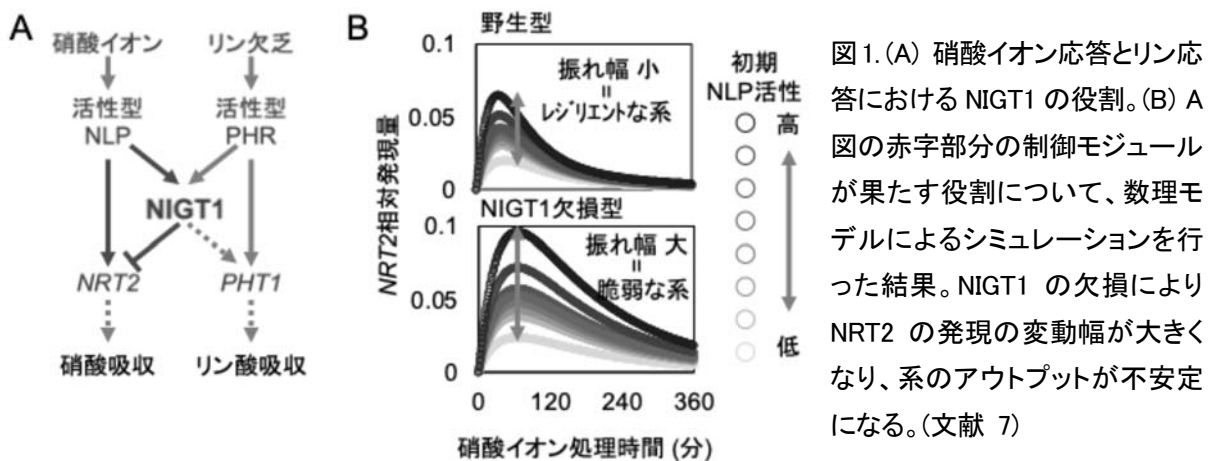 A
硝酸イオン リン欠乏
活性型 活性型
NLP PHR
NIGT1
NRT2 PHT1
硝酸吸収 リン酸吸収
B
野生型
0.1
0.05
0
振れ幅 小
=
レジリエントな系
NIGT1欠損型
0.1
0.05
0
振れ幅 大
=
脆弱な系
NRT2相対発現量
0 120 240 360
硝酸イオン処理時間 (分)
初期
NLP活性
高
低
図1.(A) 硝酸イオン応答とリン応
答における NIGT1 の役割。(B) A
図の赤字部分の制御モジュール
が果たす役割について、数理モ
デルによるシミュレーションを行
った結果。NIGT1 の欠損により
NRT2 の発現の変動幅が大きく
なり、系のアウトプットが不安定
になる。(文献 7)